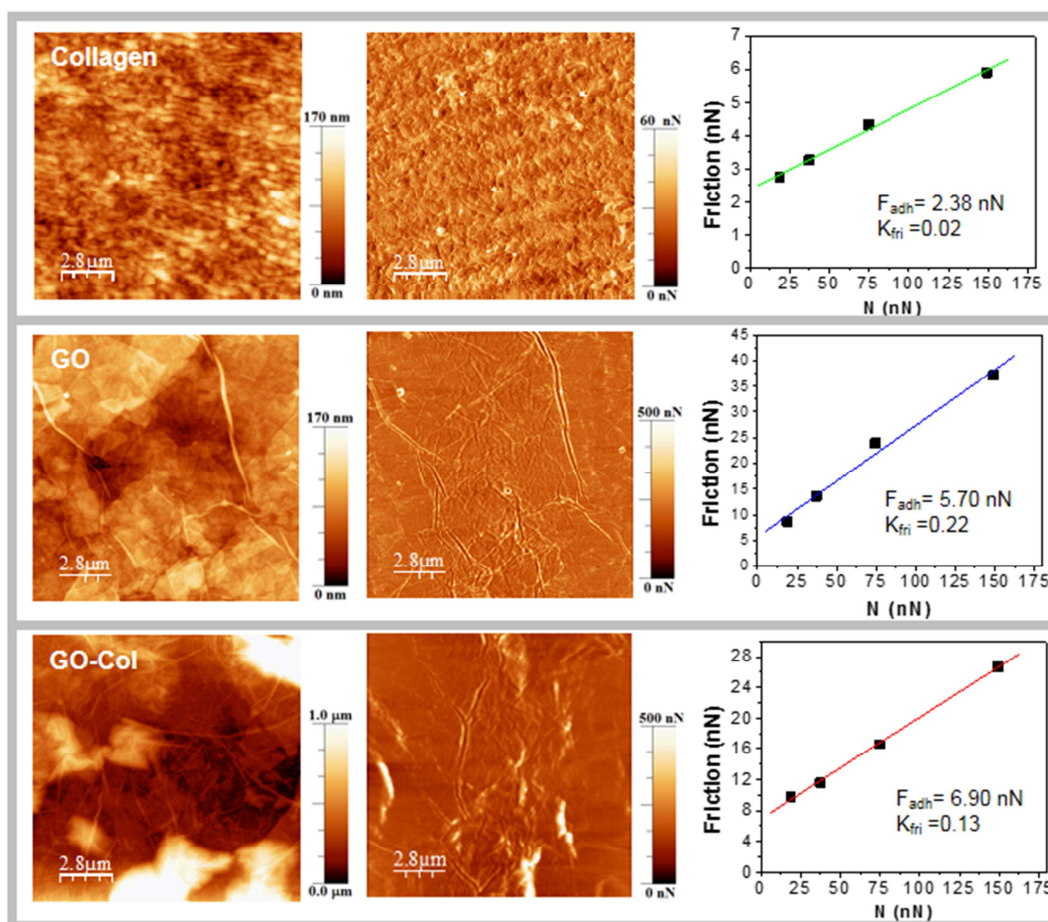 Collagen
2.8µm
170 nm
0 nm
2.8µm
60 nN
0 nN
Friction (nN)
7
6
5
4
3
2
1
0
F_adh= 2.38 nN
K_fri =0.02
0 25 50 75 100 125 150 175
N (nN)
GO
2.8µm
170 nm
0 nm
2.8µm
500 nN
0 nN
Friction (nN)
45
40
35
30
25
20
15
10
5
0
F_adh= 5.70 nN
K_fri =0.22
0 25 50 75 100 125 150 175
N (nN)
GO-Col
2.8µm
1.0 µm
0.0 µm
2.8µm
500 nN
0 nN
Friction (nN)
28
24
20
16
12
8
4
0
F_adh= 6.90 nN
K_fri =0.13
0 25 50 75 100 125 150 175
N (nN)